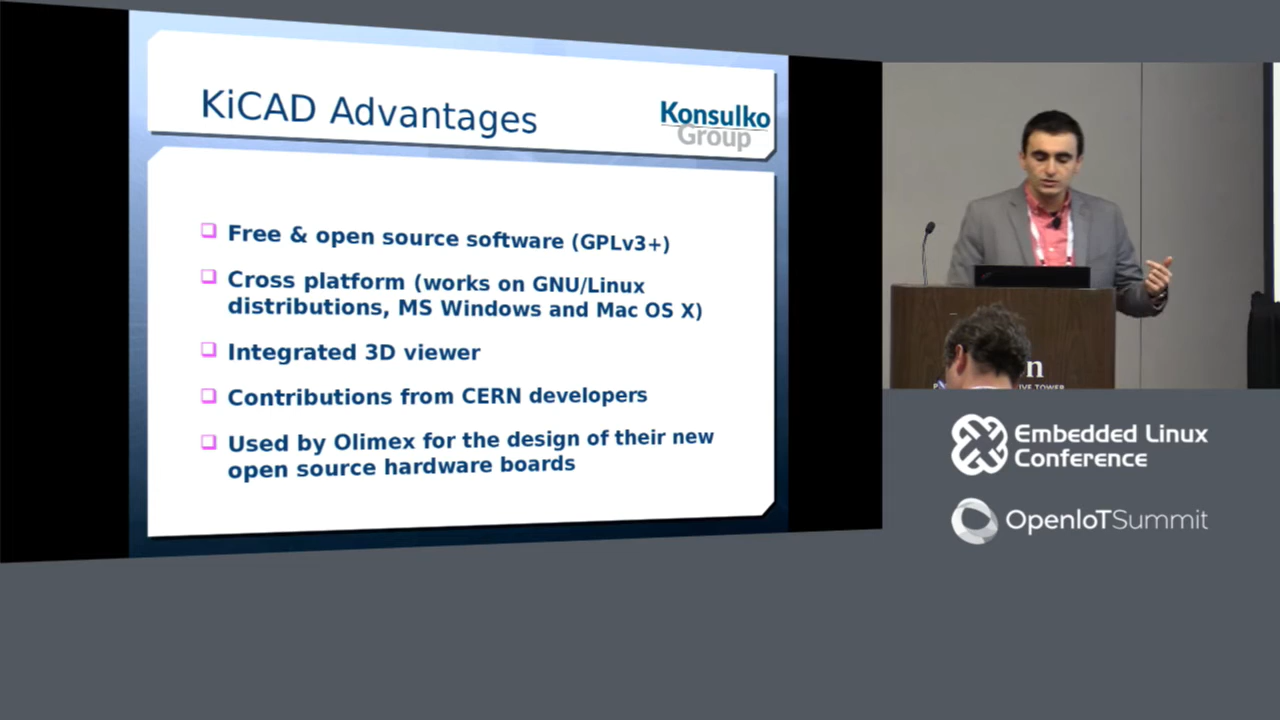 KiCAD Advantages
Konsulko
Group
Free & open source software (GPLv3+)
Cross platform (works on GNU/Linux
distributions, MS Windows and Mac OS X)
Integrated 3D viewer
Contributions from CERN developers
Used by Olimex for the design of their new
open source hardware boards
Embedded Linux
Conference
OpenIoTSummit